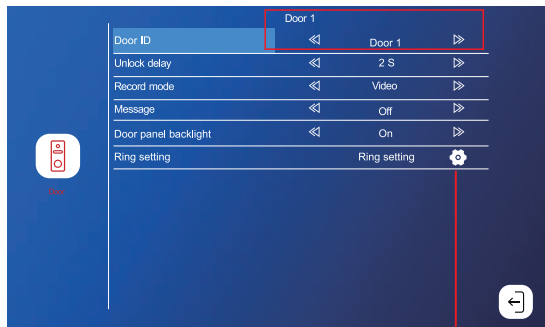 Door 1
Door ID Door 1
Unlock delay 2 S
Record mode Video
Message Off
Door panel backlight On
Ring setting Ring setting